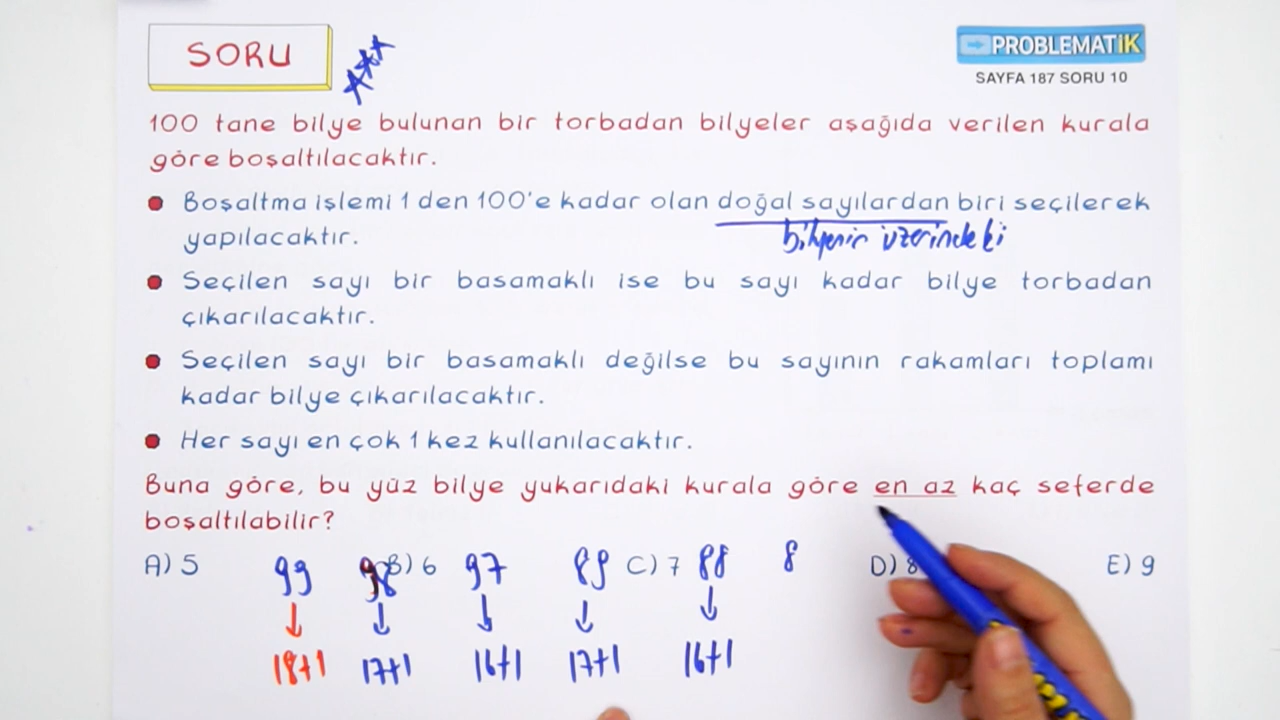 SORU
***
PROBLEMATİK
SAYFA 187 SORU 10
100 tane bilye bulunan bir torbadan bilyeler aşağıda verilen kurala
göre boşaltılacaktır.
Boşaltma işlemi 1 den 100'e kadar olan doğal sayılardan biri seçilerek
yapılacaktır.
bilyenin üzerindeki
Seçilen sayı bir basamaklı ise bu sayı kadar bilye torbadan
çıkarılacaktır.
Seçilen sayı bir basamaklı değilse bu sayının rakamları toplamı
kadar bilye çıkarılacaktır.
Her sayı en çok 1 kez kullanılacaktır.
Buna göre, bu yüz bilye yukarıdaki kurala göre en az kaç seferde
boşaltılabilir?
A) 5 B) 6 C) 7 D) 8 E) 9
99 98 97 89 88 8
18+1 17+1 16+1 17+1 16+1